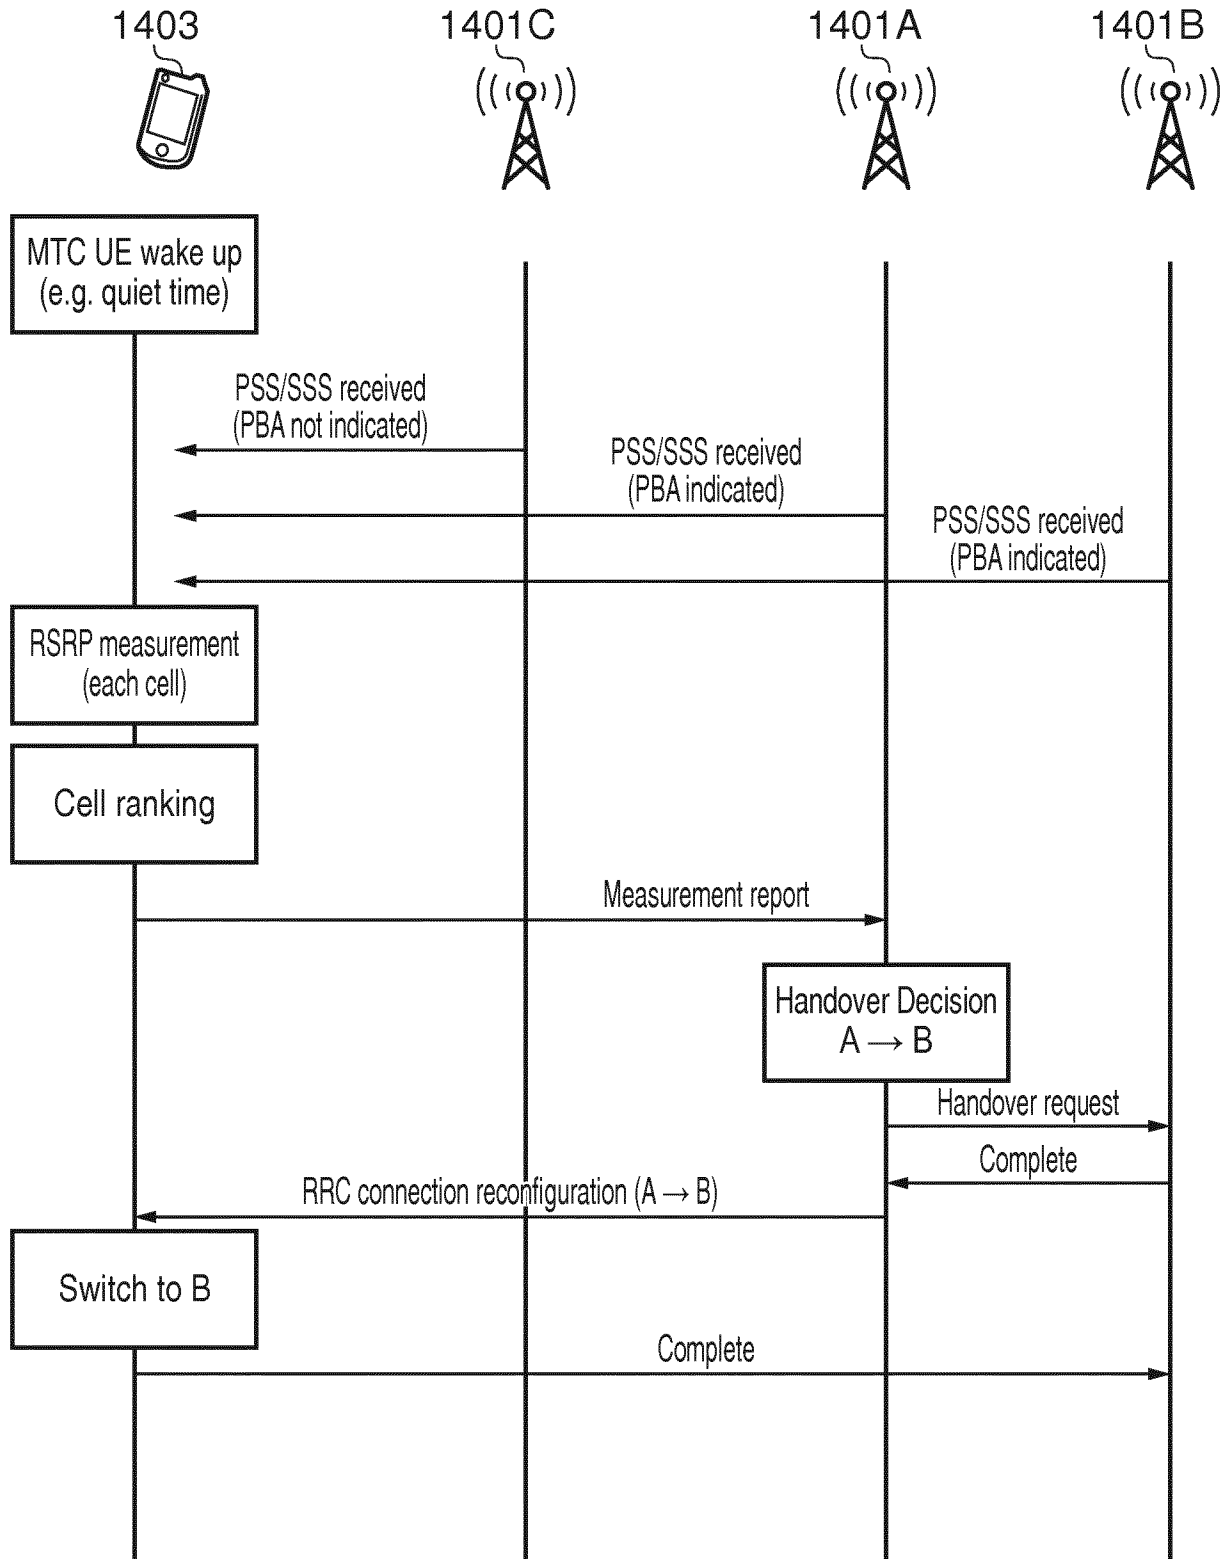 1403
1401C
1401A
1401B
MTC UE wake up
(e.g. quiet time)
PSS/SSS received
(PBA not indicated)
PSS/SSS received
(PBA indicated)
PSS/SSS received
(PBA indicated)
RSRP measurement
(each cell)
Cell ranking
Measurement report
Handover Decision
A → B
Handover request
Complete
RRC connection reconfiguration (A → B)
Switch to B
Complete